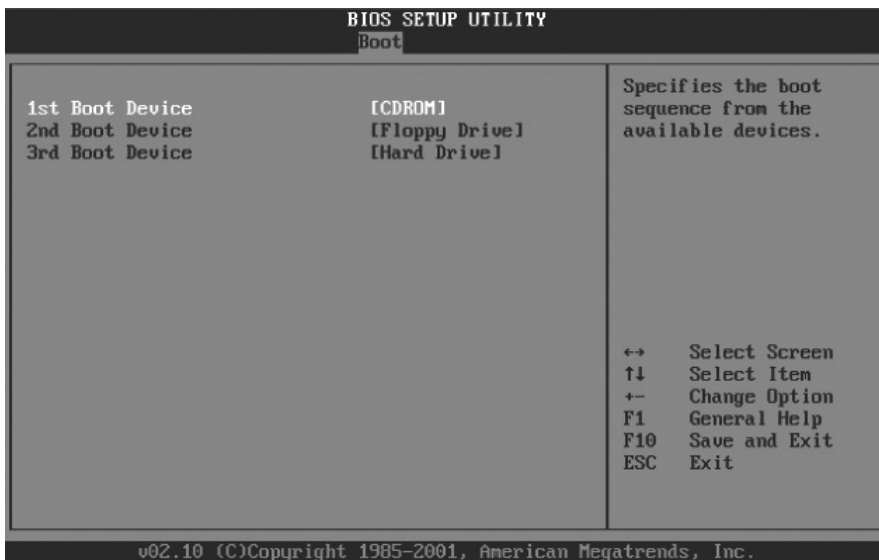 BIOS SETUP UTILITY
Boot
1st Boot Device [CDROM]
2nd Boot Device [Floppy Drive]
3rd Boot Device [Hard Drive]
Specifies the boot
sequence from the
available devices.
↔ Select Screen
↑↓ Select Item
+- Change Option
F1 General Help
F10 Save and Exit
ESC Exit
v02.10 (C)Copyright 1985-2001, American Megatrends, Inc.